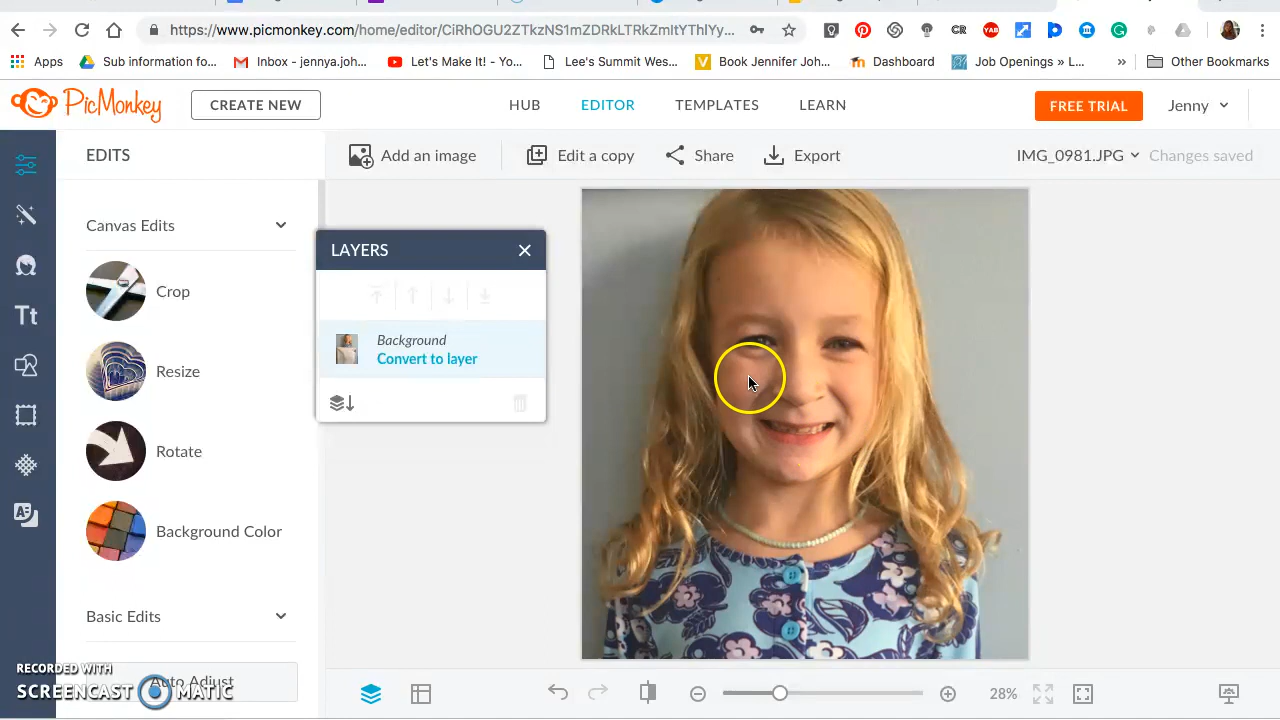 https://www.picmonkey.com/home/editor/CiRhOGU2ZTkzNS1mZDRkLTRkZmItYThlYy...
CR
YAB
Apps
Sub information fo...
Inbox - jennya.joh...
Let's Make It! - Yo...
Lee's Summit Wes...
Book Jennifer Joh...
Dashboard
Job Openings » L...
»
Other Bookmarks
PicMonkey
CREATE NEW
HUB
EDITOR
TEMPLATES
LEARN
FREE TRIAL
Jenny
EDITS
Add an image
Edit a copy
Share
Export
IMG_0981.JPG
Changes saved
Canvas Edits
LAYERS
Crop
Background
Convert to layer
Resize
Tt
Rotate
Background Color
Basic Edits
RECORDED WITH
Auto Adjust
SCREENCAST MATIC
28%